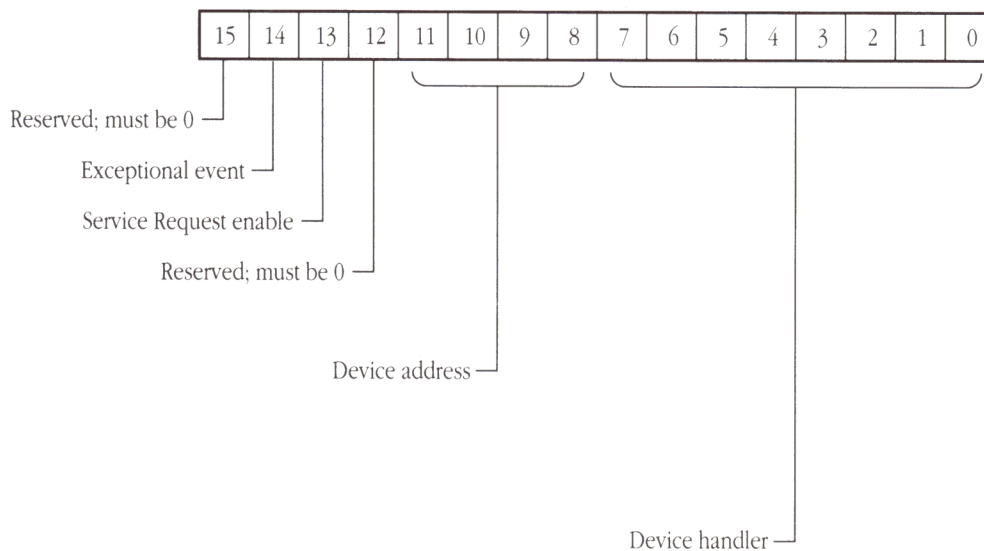 15 14 13 12 11 10 9 8 7 6 5 4 3 2 1 0
Reserved; must be 0
Exceptional event
Service Request enable
Reserved; must be 0
Device address
Device handler